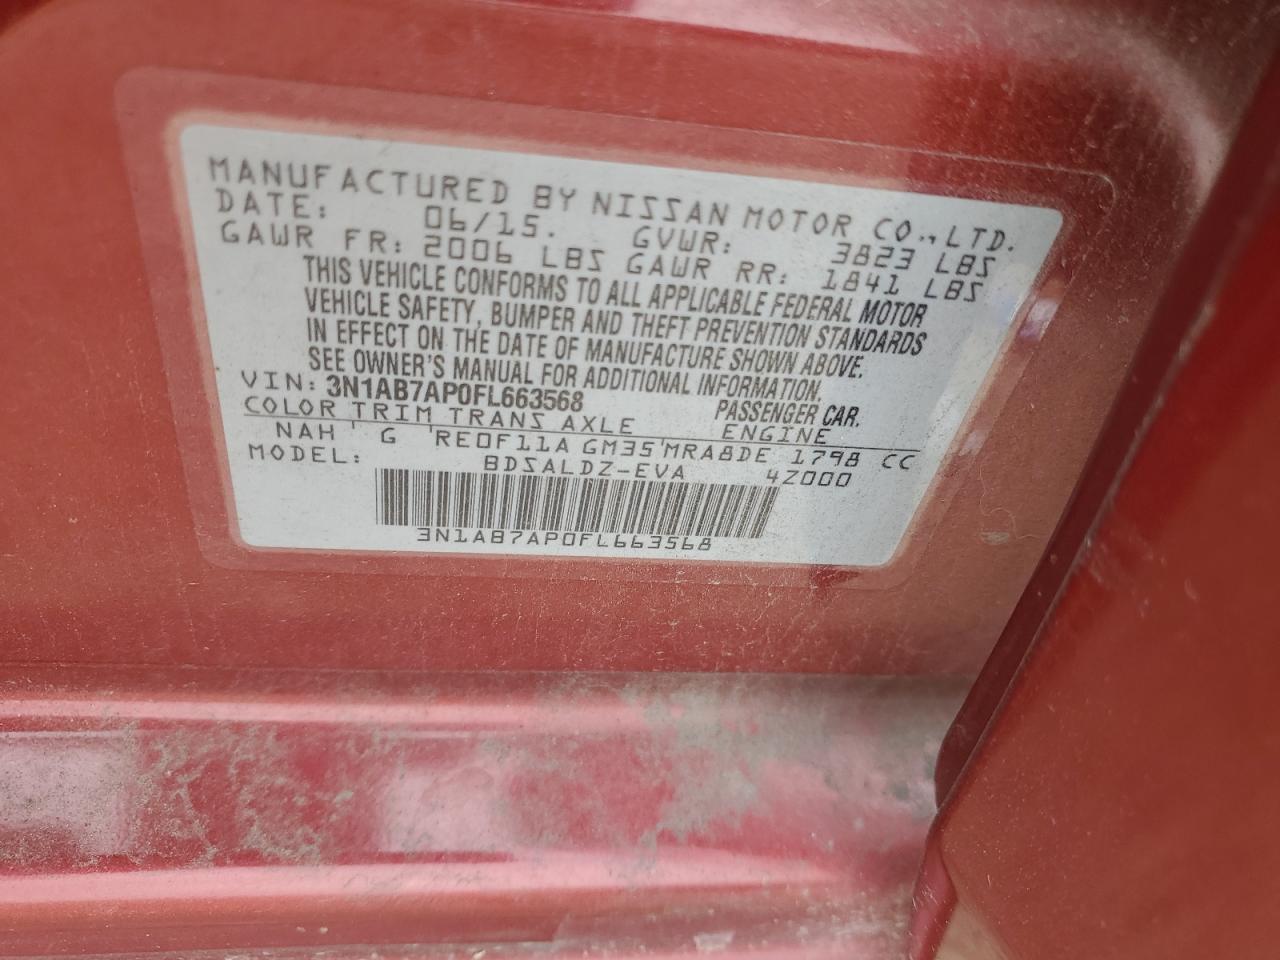 MANUFACTURED BY NISSAN MOTOR CO.,LTD.
DATE: 06/15. GVWR: 3823 LBS
GAWR FR: 2006 LBS GAWR RR: 1841 LBS
THIS VEHICLE CONFORMS TO ALL APPLICABLE FEDERAL MOTOR
VEHICLE SAFETY, BUMPER AND THEFT PREVENTION STANDARDS
IN EFFECT ON THE DATE OF MANUFACTURE SHOWN ABOVE.
SEE OWNER'S MANUAL FOR ADDITIONAL INFORMATION.
VIN: 3N1AB7AP0FL663568 PASSENGER CAR.
COLOR TRIM TRANS AXLE ENGINE
NAH ' G 'RE0F11A GM35'MRA8DE 1798 CC
MODEL: BDSALDZ-EVA 4Z000
3N1AB7AP0FL663568